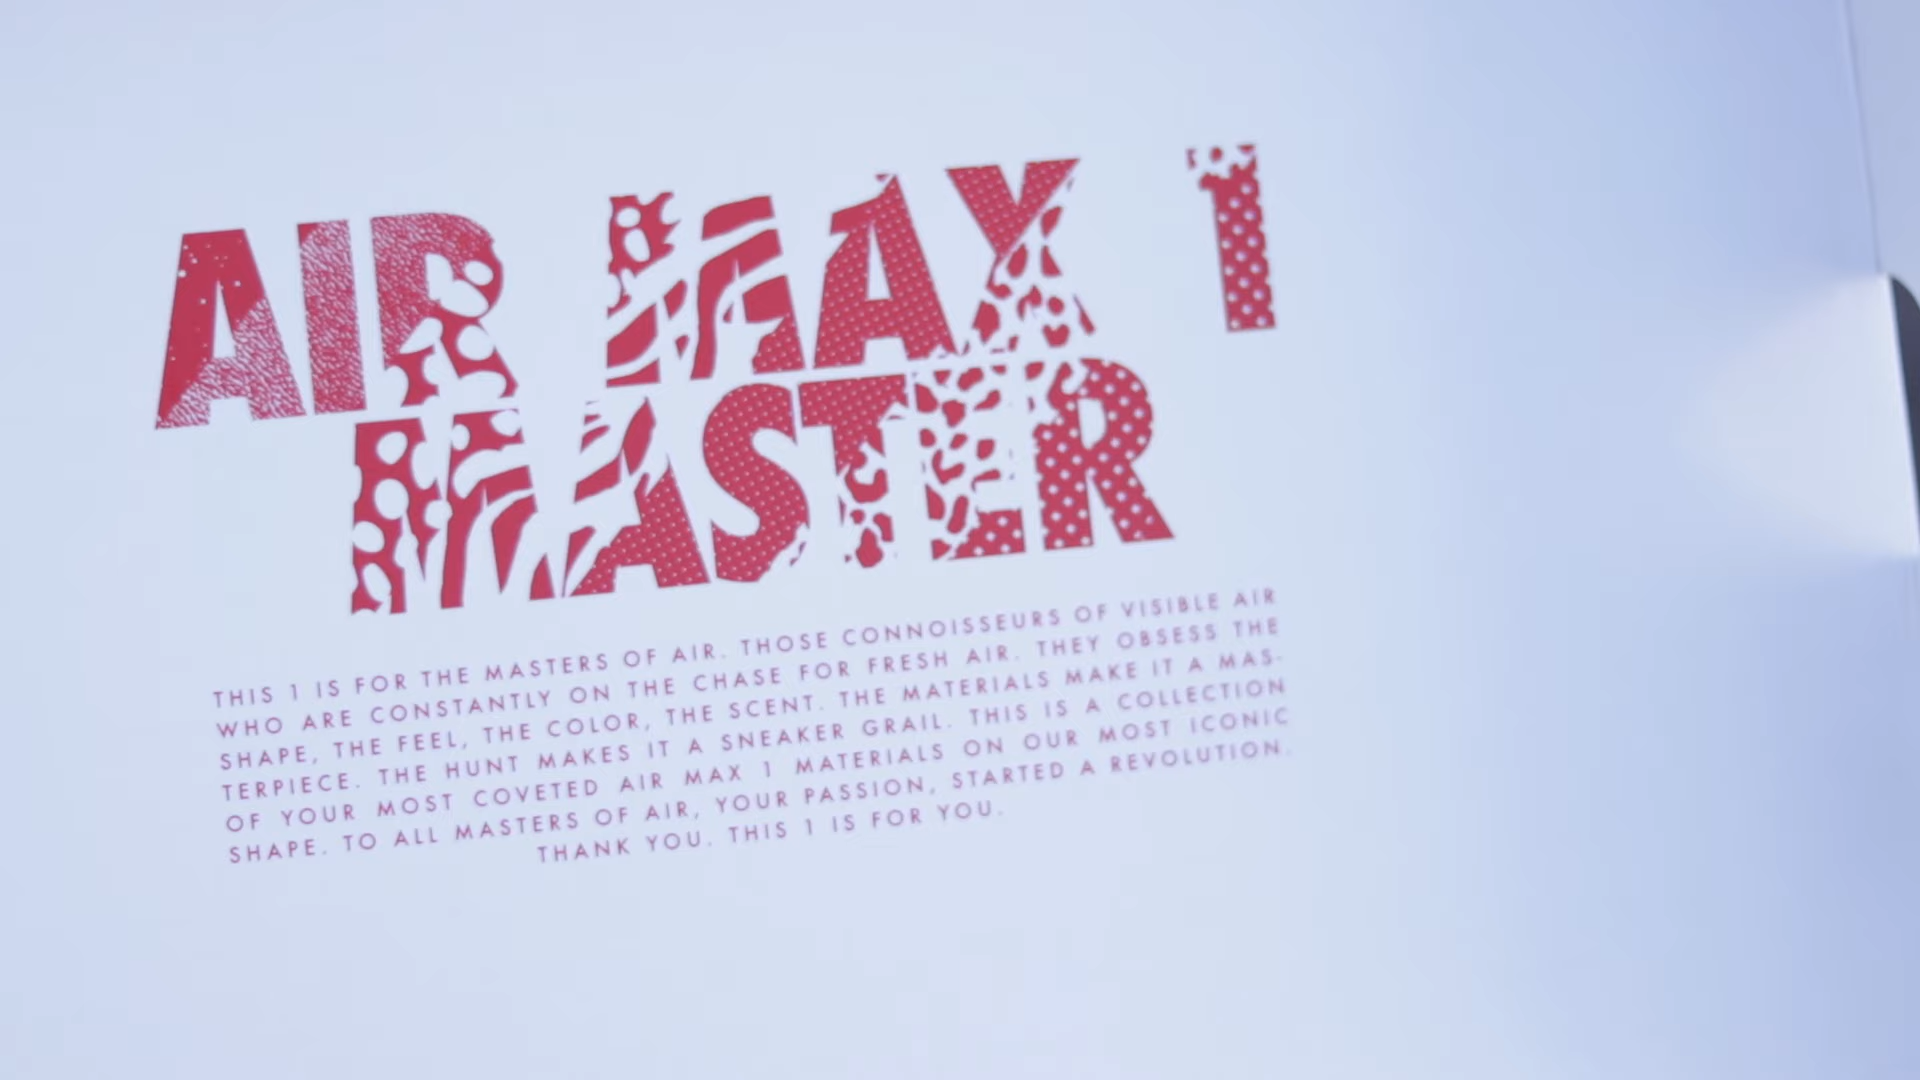 AIR MAX 1
MASTER
THIS 1 IS FOR THE MASTERS OF AIR. THOSE CONNOISSEURS OF VISIBLE AIR
WHO ARE CONSTANTLY ON THE CHASE FOR FRESH AIR. THEY OBSESS THE
SHAPE, THE FEEL, THE COLOR, THE SCENT. THE MATERIALS MAKE IT A MAS-
TERPIECE. THE HUNT MAKES IT A SNEAKER GRAIL. THIS IS A COLLECTION
OF YOUR MOST COVETED AIR MAX 1 MATERIALS ON OUR MOST ICONIC
SHAPE. TO ALL MASTERS OF AIR, YOUR PASSION, STARTED A REVOLUTION.
THANK YOU. THIS 1 IS FOR YOU.